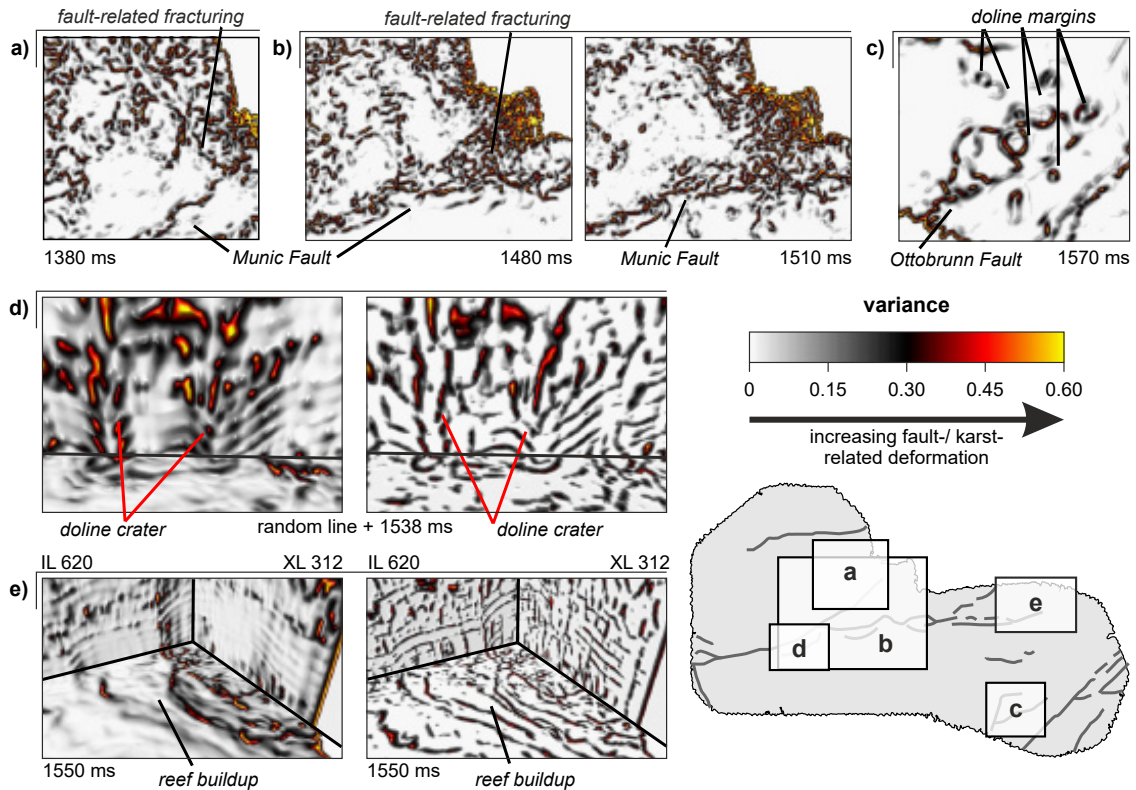 fault-related fracturing
fault-related fracturing
doline margins
a)
b)
c)
1380 ms
Munic Fault
1480 ms
Munic Fault
1510 ms
Ottobrunn Fault
1570 ms
d)
variance
0 0.15 0.30 0.45 0.60
increasing fault-/ karst-
related deformation
doline crater
random line + 1538 ms
doline crater
IL 620
XL 312
IL 620
XL 312
e)
1550 ms
reef buildup
1550 ms
reef buildup
a
e
b
d
c